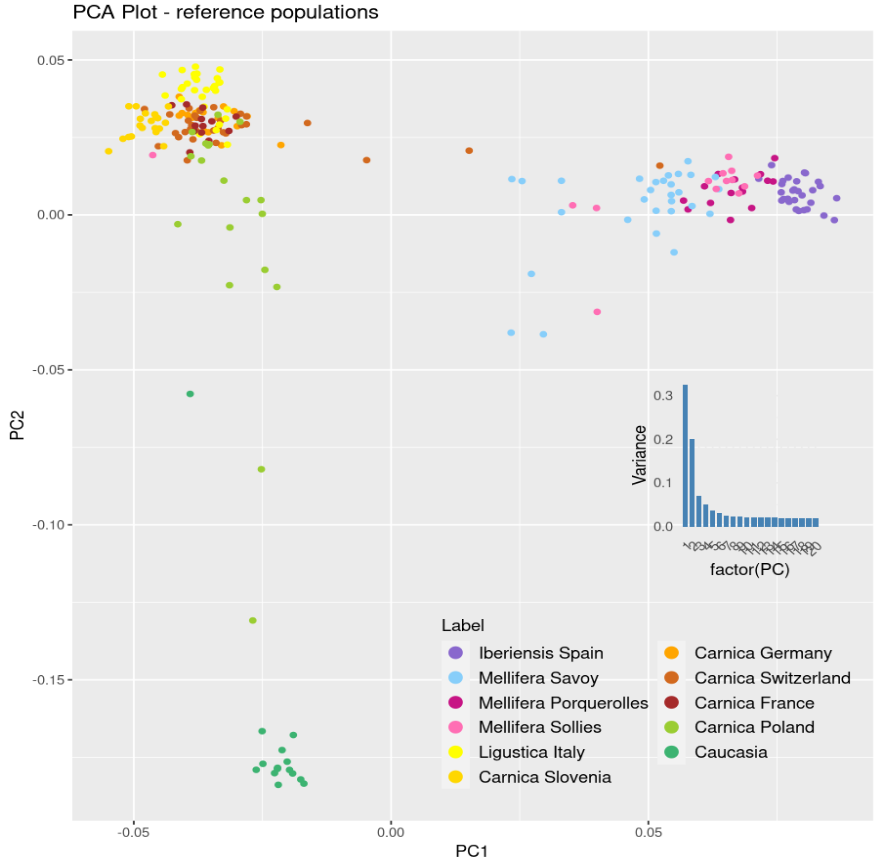 PCA Plot - reference populations
0.05
0.00
-0.05
-0.10
-0.15
PC2
-0.05
0.00
0.05
PC1
0.3
0.2
0.1
0.0
Variance
factor(PC)
Label
Iberiensis Spain
Mellifera Savoy
Mellifera Porquerolles
Mellifera Sollies
Ligustica Italy
Carnica Slovenia
Carnica Germany
Carnica Switzerland
Carnica France
Carnica Poland
Caucasia